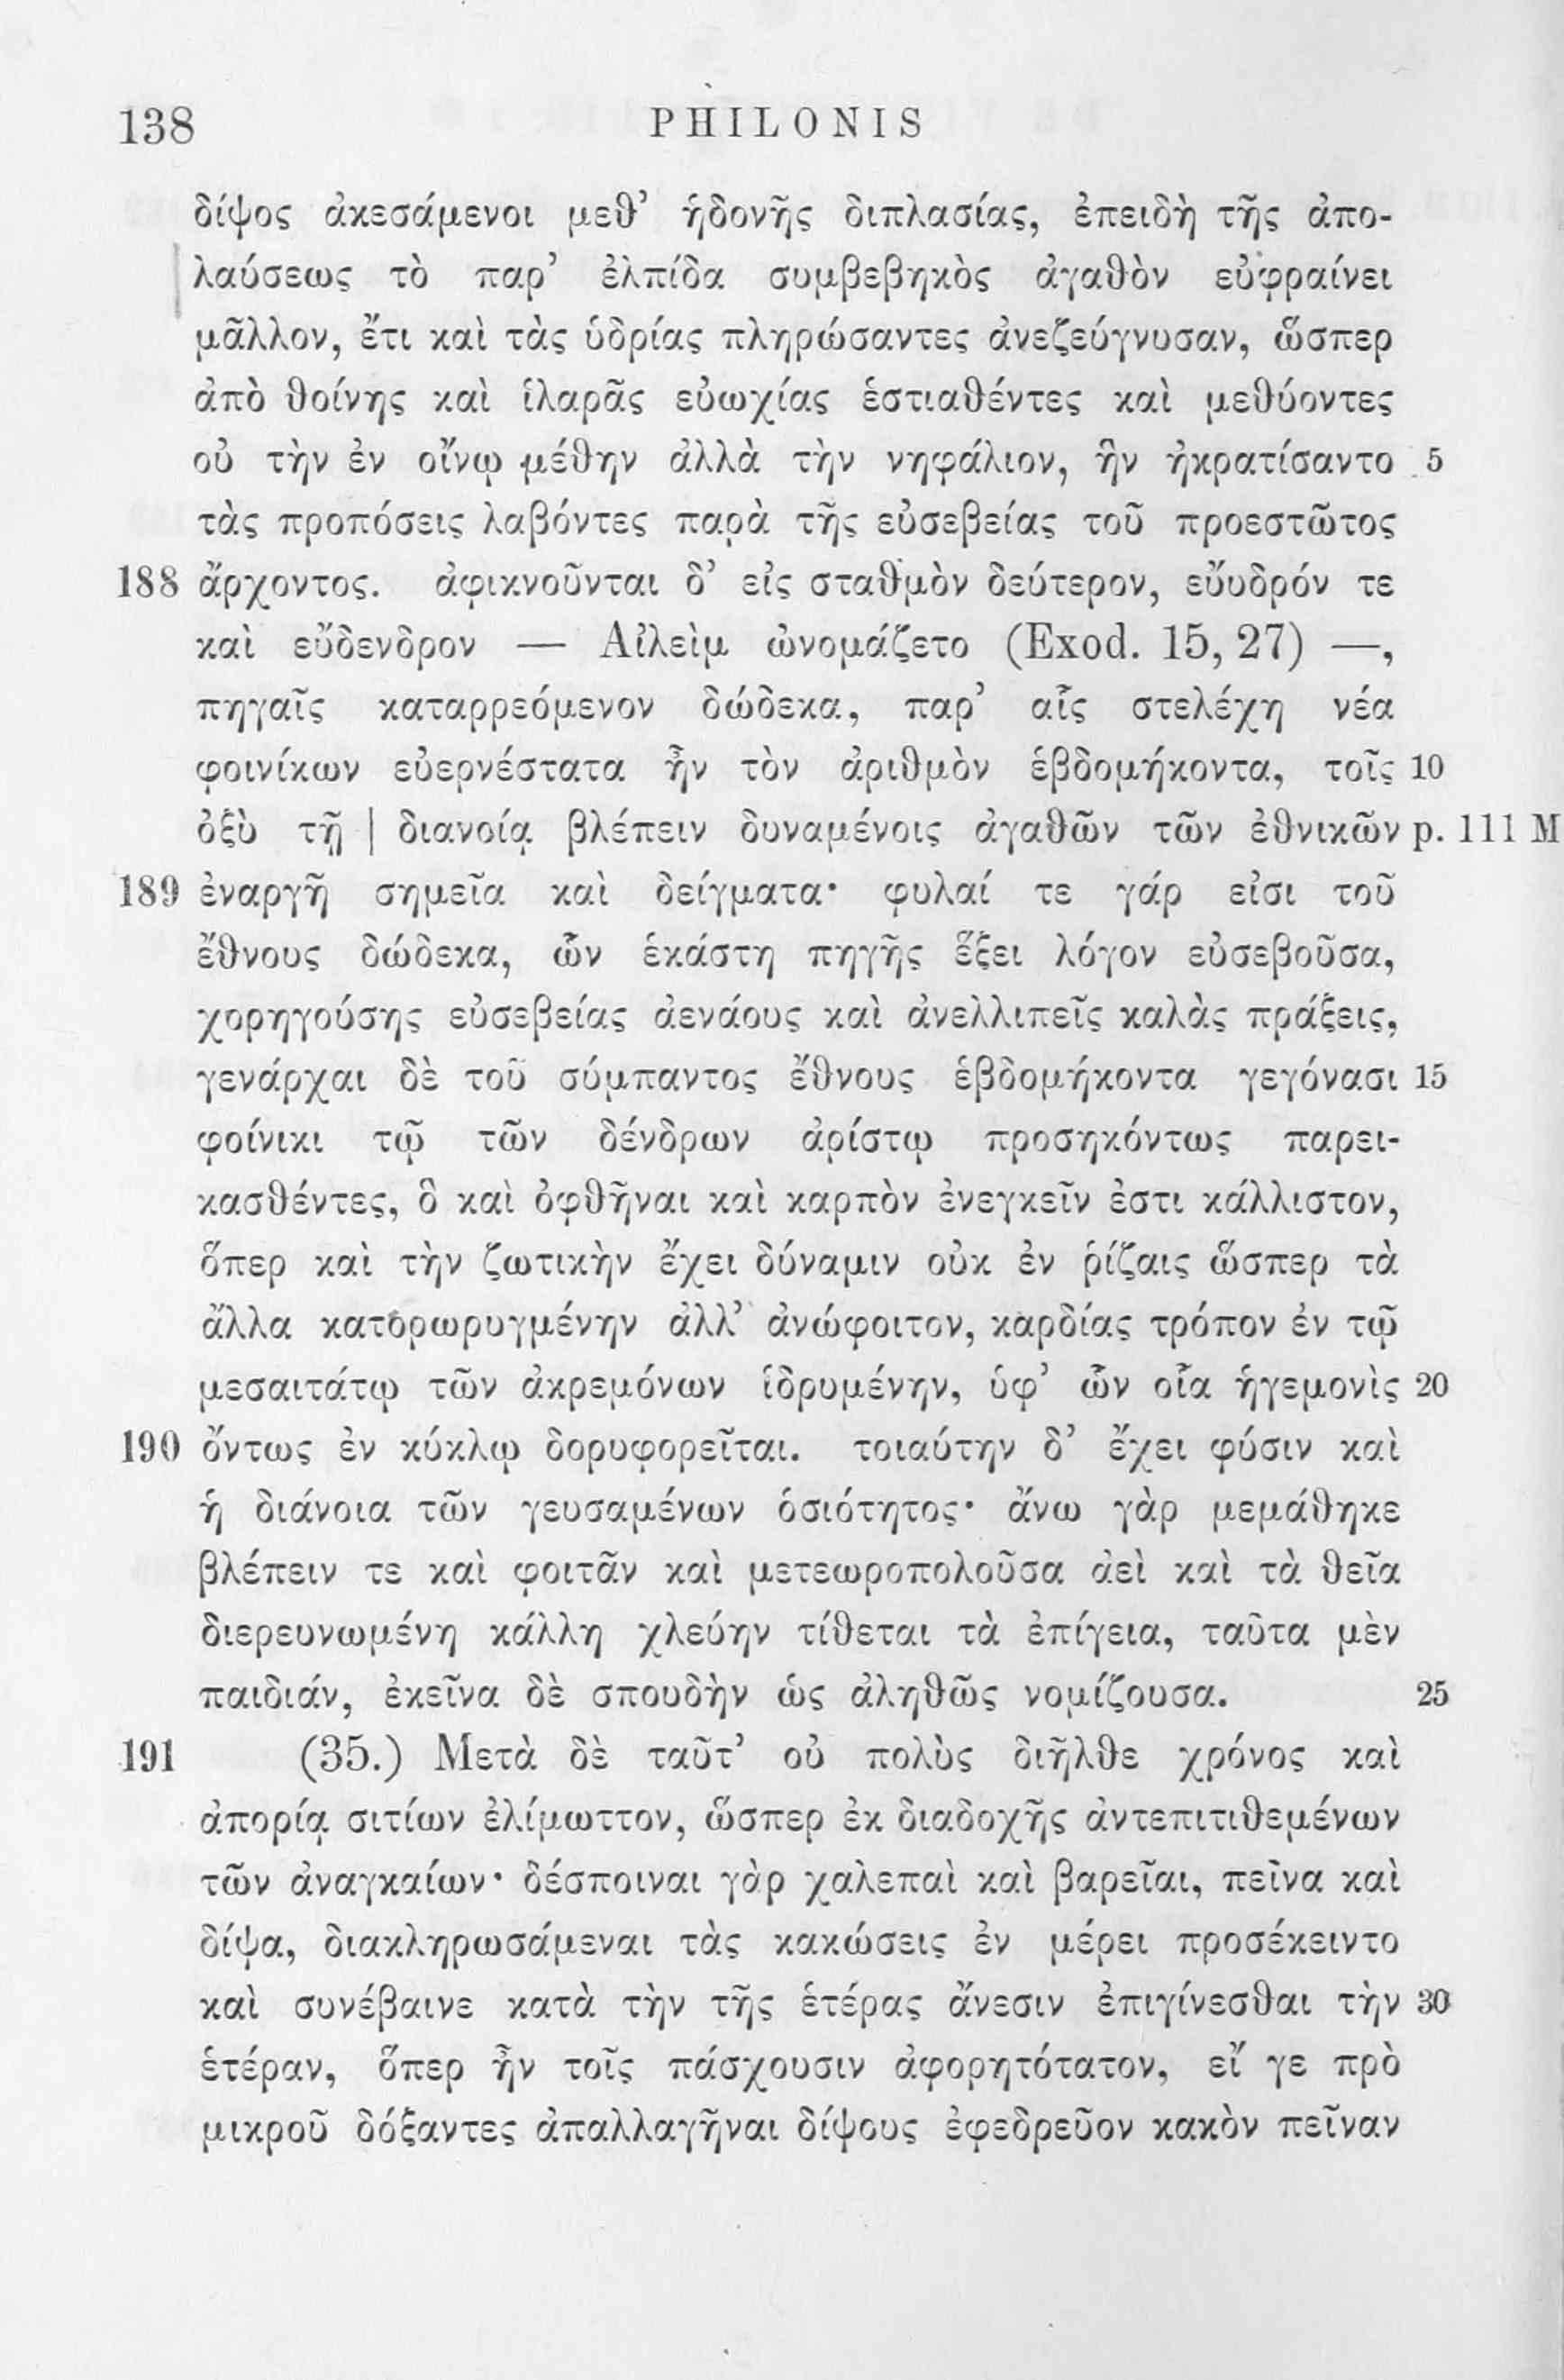 138 PHILONIS
δίψος ἀκεσάμενοι μεθ’ ἡδονῆς διπλασίας, ἐπειδὴ τῆς ἀπο-
λαύσεως τὸ παρ’ ἐλπίδα συμβεβηκὸς ἀγαθὸν εὐφραίνει
μᾶλλον, ἔτι καὶ τὰς ὑδρίας πληρώσαντες ἀνεζεύγνυσαν, ὥσπερ
ἀπὸ θοίνης καὶ ἱλαρᾶς εὐωχίας ἑστιαθέντες καὶ μεθύοντες
οὐ τὴν ἐν οἴνῳ μέθην ἀλλὰ τὴν νηφάλιον, ἣν ἠκρατίσαντο 5
τὰς προπόσεις λαβόντες παρὰ τῆς εὐσεβείας τοῦ προεστῶτος
188 ἄρχοντος. ἀφικνοῦνται δ’ εἰς σταθμὸν δεύτερον, εὔυδρόν τε
καὶ εὔδενδρον — Αἰλεὶμ ὠνομάζετο (Exod. 15, 27) —,
πηγαῖς καταρρεόμενον δώδεκα, παρ’ αἷς στελέχη νέα
φοινίκων εὐερνέστατα ἦν τὸν ἀριθμὸν ἑβδομήκοντα, τοῖς 10
ὀξὺ τῇ | διανοίᾳ βλέπειν δυναμένοις ἀγαθῶν τῶν ἐθνικῶν p. 111 M
189 ἐναργῆ σημεῖα καὶ δείγματα· φυλαί τε γάρ εἰσι τοῦ
ἔθνους δώδεκα, ὧν ἑκάστη πηγῆς ἕξει λόγον εὐσεβοῦσα,
χορηγούσης εὐσεβείας ἀενάους καὶ ἀνελλιπεῖς καλὰς πράξεις,
γενάρχαι δὲ τοῦ σύμπαντος ἔθνους ἑβδομήκοντα γεγόνασι 15
φοίνικι τῷ τῶν δένδρων ἀρίστῳ προσηκόντως παρει-
κασθέντες, ὃ καὶ ὀφθῆναι καὶ καρπὸν ἐνεγκεῖν ἐστι κάλλιστον,
ὅπερ καὶ τὴν ζωτικὴν ἔχει δύναμιν οὐκ ἐν ῥίζαις ὥσπερ τὰ
ἄλλα κατορωρυγμένην ἀλλ’ ἀνώφοιτον, καρδίας τρόπον ἐν τῷ
μεσαιτάτῳ τῶν ἀκρεμόνων ἱδρυμένην, ὑφ’ ὧν οἷα ἡγεμονὶς 20
190 ὄντως ἐν κύκλῳ δορυφορεῖται. τοιαύτην δ’ ἔχει φύσιν καὶ
ἡ διάνοια τῶν γευσαμένων ὁσιότητος· ἄνω γὰρ μεμάθηκε
βλέπειν τε καὶ φοιτᾶν καὶ μετεωροπολοῦσα ἀεὶ καὶ τὰ θεῖα
διερευνωμένη κάλλη χλεύην τίθεται τὰ ἐπίγεια, ταῦτα μὲν
παιδιάν, ἐκεῖνα δὲ σπουδὴν ὡς ἀληθῶς νομίζουσα. 25
191 (35.) Μετὰ δὲ ταῦτ’ οὐ πολὺς διῆλθε χρόνος καὶ
ἀπορίᾳ σιτίων ἐλίμωττον, ὥσπερ ἐκ διαδοχῆς ἀντεπιτιθεμένων
τῶν ἀναγκαίων· δέσποιναι γὰρ χαλεπαὶ καὶ βαρεῖαι, πεῖνα καὶ
δίψα, διακληρωσάμεναι τὰς κακώσεις ἐν μέρει προσέκειντο
καὶ συνέβαινε κατὰ τὴν τῆς ἑτέρας ἄνεσιν ἐπιγίνεσθαι τὴν 30
ἑτέραν, ὅπερ ἦν τοῖς πάσχουσιν ἀφορητότατον, εἴ γε πρὸ
μικροῦ δόξαντες ἀπαλλαγῆναι δίψους ἐφεδρεῦον κακὸν πεῖναν